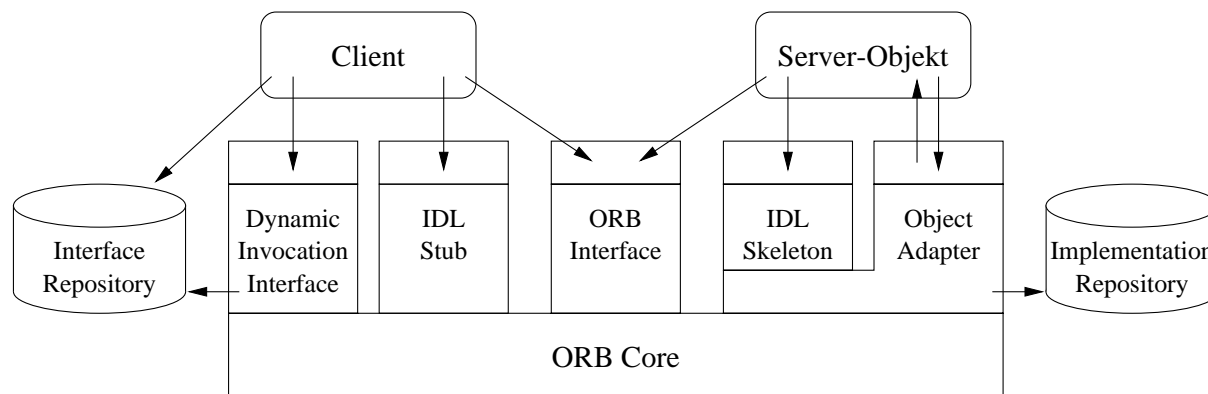 Client
Server-Objekt
Interface
Repository
Dynamic
Invocation
Interface
IDL
Stub
ORB
Interface
IDL
Skeleton
Object
Adapter
Implementation
Repository
ORB Core